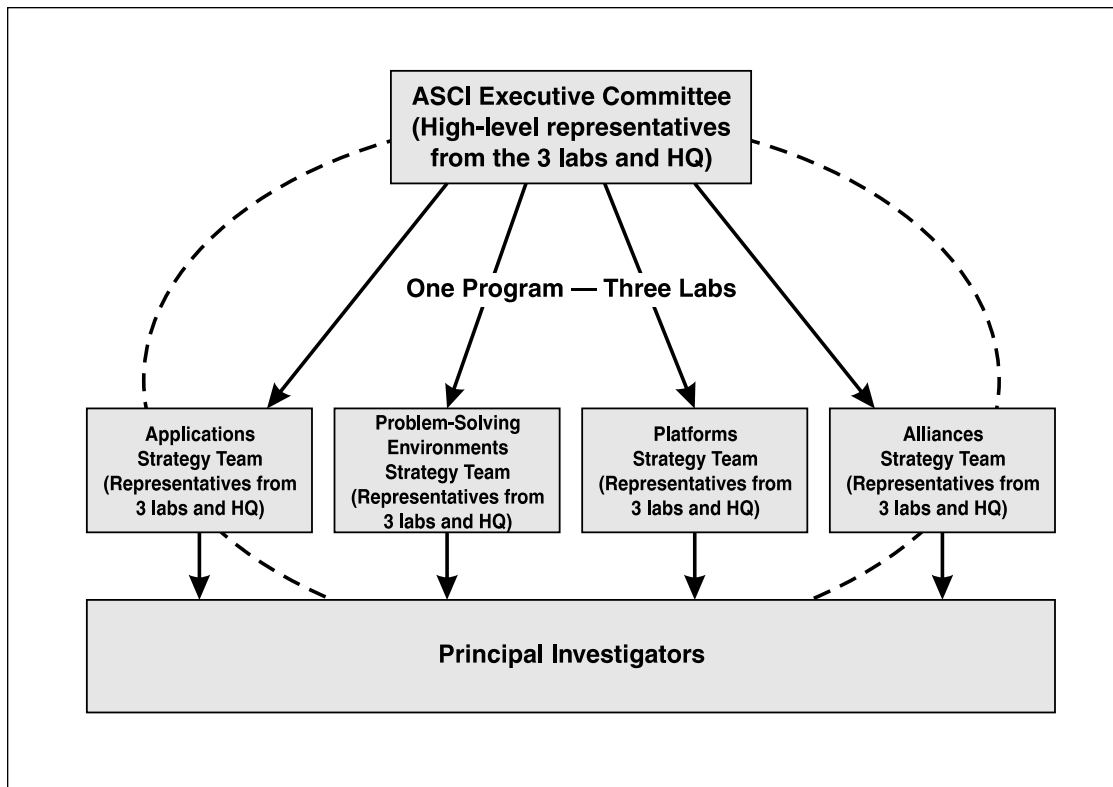 ASCI Executive Committee
(High-level representatives
from the 3 labs and HQ)
One Program — Three Labs
Applications
Strategy Team
(Representatives from
3 labs and HQ)
Problem-Solving
Environments
Strategy Team
(Representatives from
3 labs and HQ)
Platforms
Strategy Team
(Representatives from
3 labs and HQ)
Alliances
Strategy Team
(Representatives from
3 labs and HQ)
Principal Investigators